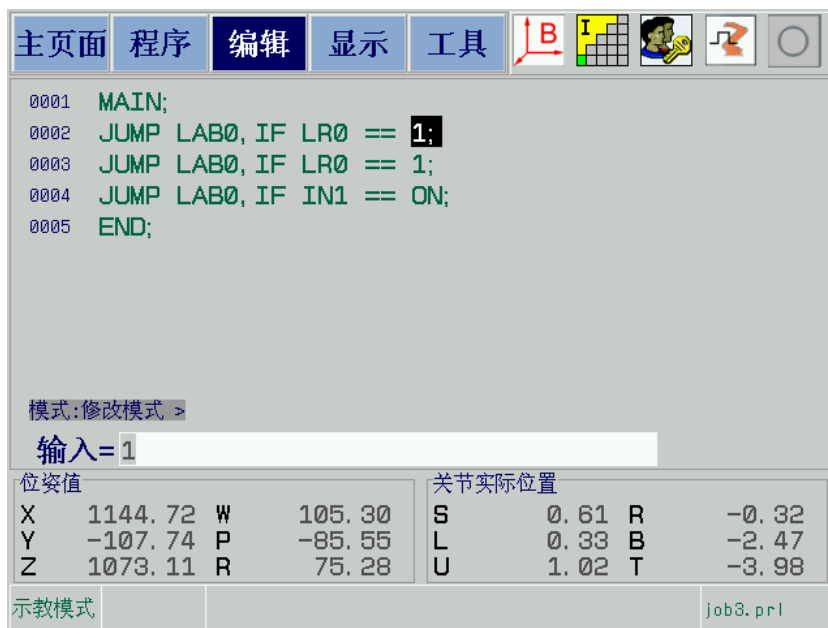 主页面 程序 编辑 显示 工具 B I
0001 MAIN;
0002 JUMP LAB0, IF LR0 == 1;
0003 JUMP LAB0, IF LR0 == 1;
0004 JUMP LAB0, IF IN1 == ON;
0005 END;
模式:修改模式 >
输入=1
位姿值 关节实际位置
X 1144.72 W 105.30 S 0.61 R -0.32
Y -107.74 P -85.55 L 0.33 B -2.47
Z 1073.11 R 75.28 U 1.02 T -3.98
示教模式 job3.prl